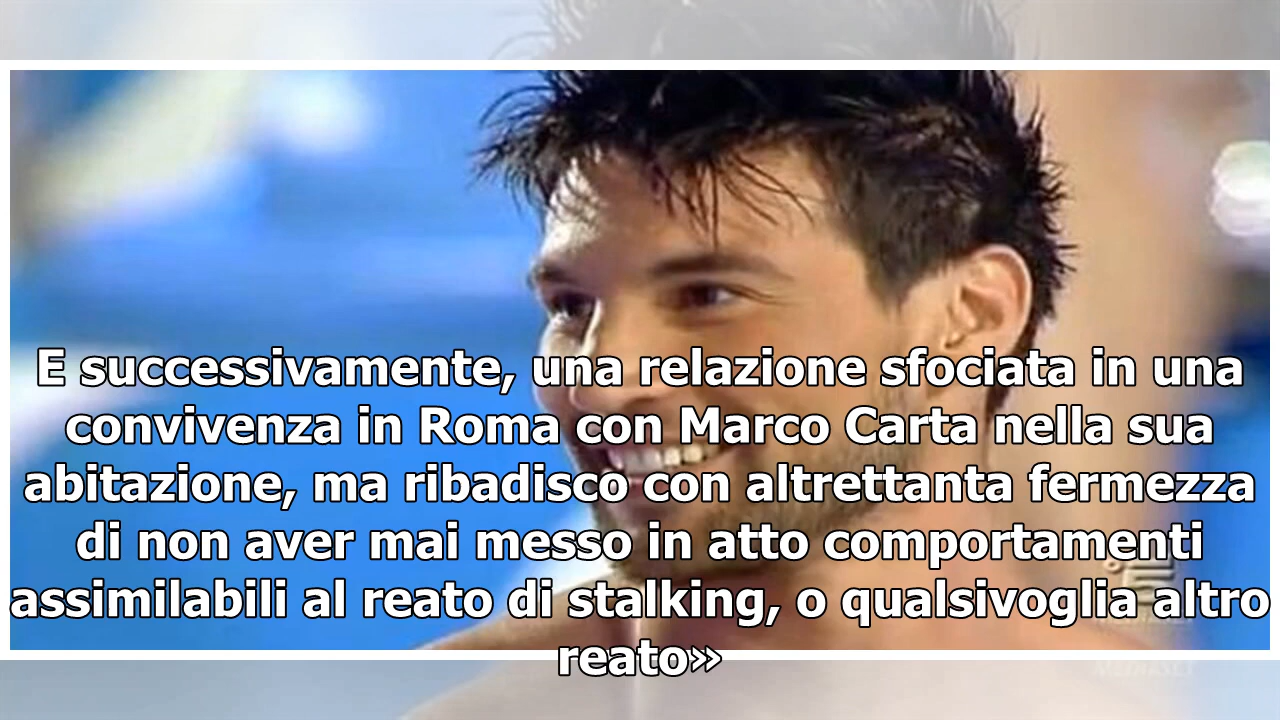 E successivamente, una relazione sfociata in una
convivenza in Roma con Marco Carta nella sua
abitazione, ma ribadisco con altrettanta fermezza
di non aver mai messo in atto comportamenti
assimilabili al reato di stalking, o qualsivoglia altro
reato»
MEDIASET